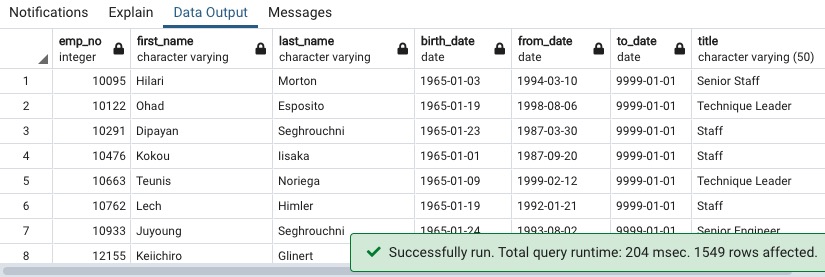 Notifications Explain Data Output Messages
emp_no first_name last_name birth_date from_date to_date title
integer character varying character varying date date date character varying (50)
1 10095 Hilari Morton 1965-01-03 1994-03-10 9999-01-01 Senior Staff
2 10122 Ohad Esposito 1965-01-19 1998-08-06 9999-01-01 Technique Leader
3 10291 Dipayan Seghrouchni 1965-01-23 1987-03-30 9999-01-01 Staff
4 10476 Kokou Iisaka 1965-01-01 1987-09-20 9999-01-01 Staff
5 10663 Teunis Noriega 1965-01-09 1999-02-12 9999-01-01 Technique Leader
6 10762 Lech Himler 1965-01-19 1992-01-21 9999-01-01 Staff
7 10933 Juyoung Seghrouchni 1965-01-24 1993-08-02 9999-01-01 Senior Engineer
8 12155 Keiichiro Glinert
Successfully run. Total query runtime: 204 msec. 1549 rows affected.